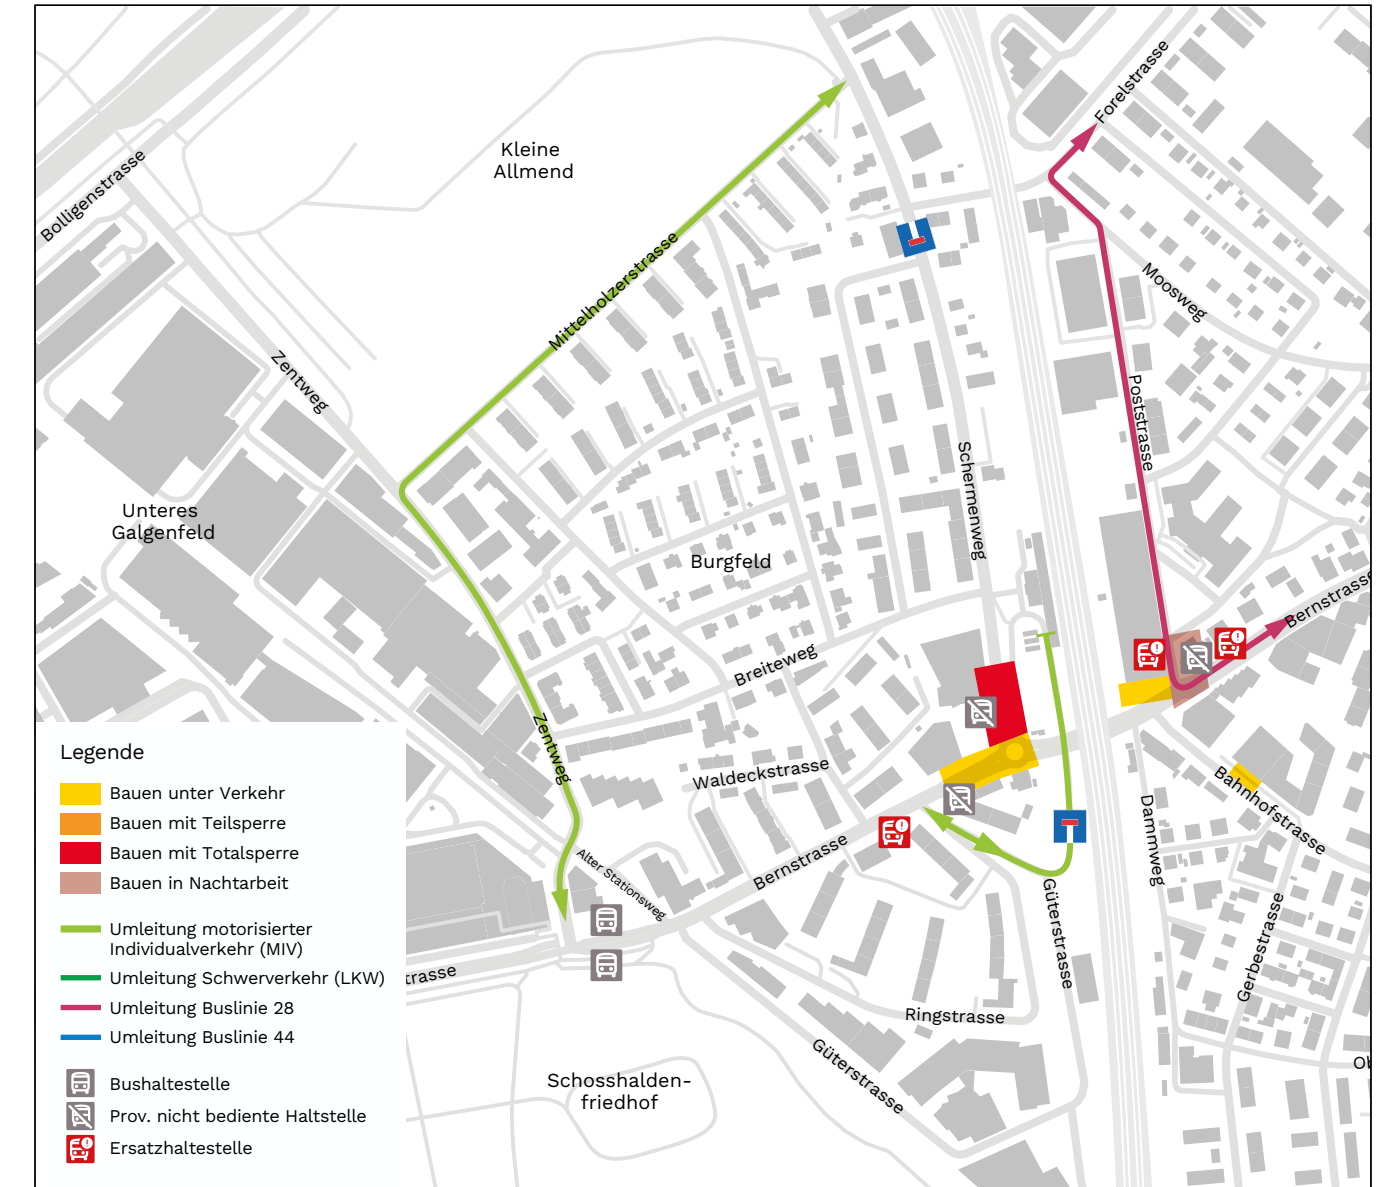 Forelstrasse
Kleine
Allmend
Bolligenstrasse
Mittelholzerstrasse
Moosweg
Zentweg
Poststrasse
Schermenweg
Unteres
Galgenfeld
Burgfeld
Bernstrasse
Breiteweg
Zentweg
Waldeckstrasse
Bahnhofstrasse
Dammweg
Bernstrasse
Alter Stationsweg
Güterstrasse
Gerbestrasse
trasse
Ringstrasse
Güterstrasse
Schosshalden-
friedhof
Legende
Bauen unter Verkehr
Bauen mit Teilsperre
Bauen mit Totalsperre
Bauen in Nachtarbeit
Umleitung motorisierter
Individualverkehr (MIV)
Umleitung Schwerverkehr (LKW)
Umleitung Buslinie 28
Umleitung Buslinie 44
Bushaltestelle
Prov. nicht bediente Haltstelle
Ersatzhaltestelle